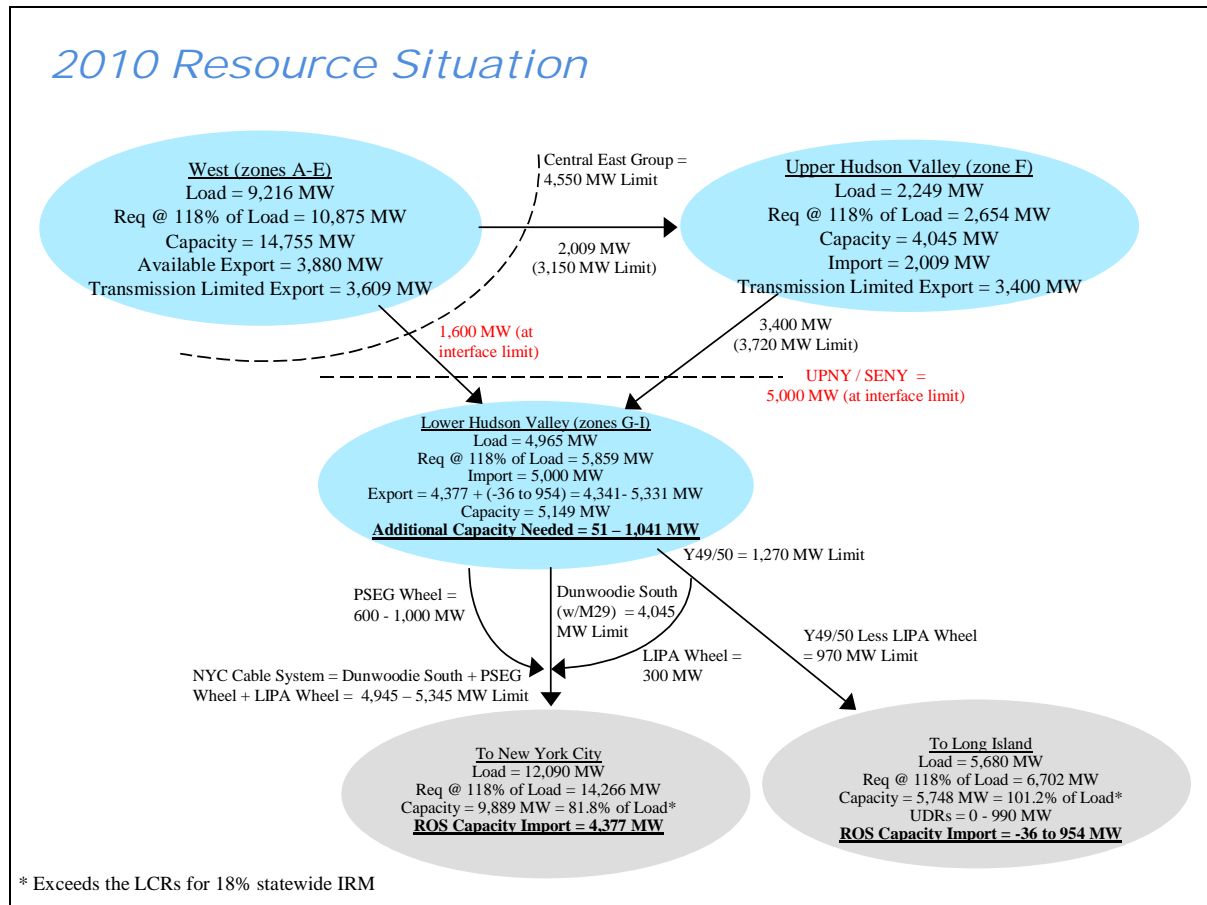 2010 Resource Situation
West (zones A-E)
Load = 9,216 MW
Req @ 118% of Load = 10,875 MW
Capacity = 14,755 MW
Available Export = 3,880 MW
Transmission Limited Export = 3,609 MW
Central East Group =
4,550 MW Limit
2,009 MW
(3,150 MW Limit)
Upper Hudson Valley (zone F)
Load = 2,249 MW
Req @ 118% of Load = 2,654 MW
Capacity = 4,045 MW
Import = 2,009 MW
Transmission Limited Export = 3,400 MW
1,600 MW (at
interface limit)
3,400 MW
(3,720 MW Limit)
UPNY / SENY =
5,000 MW (at interface limit)
Lower Hudson Valley (zones G-I)
Load = 4,965 MW
Req @ 118% of Load = 5,859 MW
Import = 5,000 MW
Export = 4,377 + (-36 to 954) = 4,341- 5,331 MW
Capacity = 5,149 MW
Additional Capacity Needed = 51 – 1,041 MW
Y49/50 = 1,270 MW Limit
PSEG Wheel =
600 - 1,000 MW
Dunwoodie South
(w/M29) = 4,045
MW Limit
LIPA Wheel =
300 MW
Y49/50 Less LIPA Wheel
= 970 MW Limit
NYC Cable System = Dunwoodie South + PSEG
Wheel + LIPA Wheel = 4,945 – 5,345 MW Limit
To New York City
Load = 12,090 MW
Req @ 118% of Load = 14,266 MW
Capacity = 9,889 MW = 81.8% of Load*
ROS Capacity Import = 4,377 MW
To Long Island
Load = 5,680 MW
Req @ 118% of Load = 6,702 MW
Capacity = 5,748 MW = 101.2% of Load*
UDRs = 0 - 990 MW
ROS Capacity Import = -36 to 954 MW
* Exceeds the LCRs for 18% statewide IRM